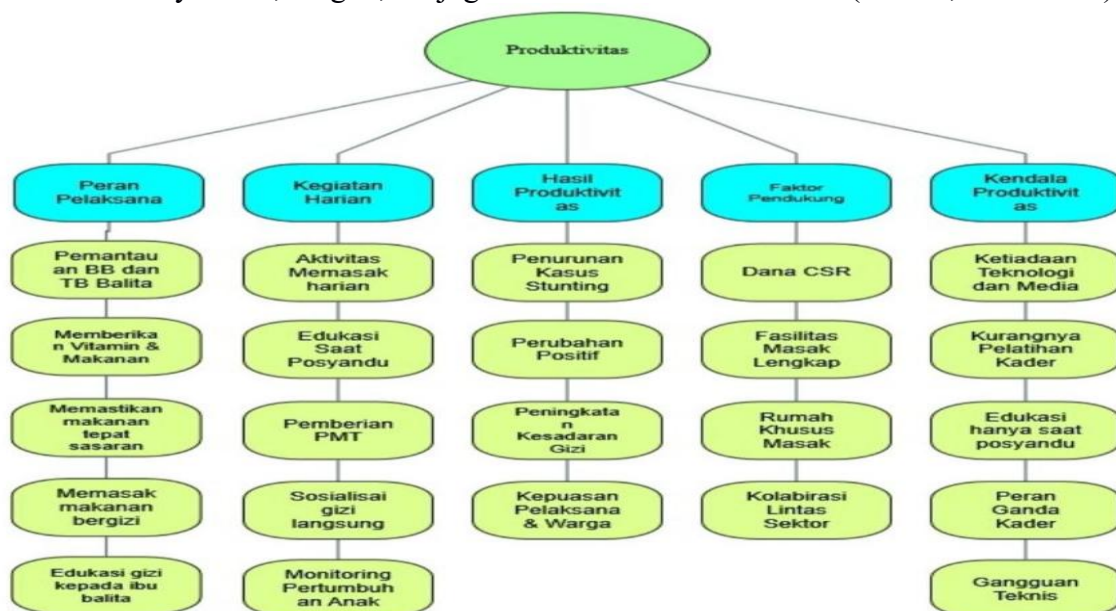 Produktivitas
Peran
Pelaksana
Kegiatan
Harian
Hasil
Produktivit
as
Faktor
Pendukung
Kendala
Produktivit
as
Pemantau
an BB dan
TB Balita
Aktivitas
Memasak
harian
Penurunan
Kasus
Stunting
Dana CSR
Ketiadaan
Teknologi
dan Media
Memberika
n Vitamin &
Makanan
Edukasi
Saat
Posyandu
Perubahan
Positif
Fasilitas
Masak
Lengkap
Kurangnya
Pelatihan
Kader
Memastikan
makanan
tepat
sasaran
Pemberian
PMT
Peningkata
n
Kesadaran
Gizi
Rumah
Khusus
Masak
Edukasi
hanya saat
posyandu
Memasak
makanan
bergizi
Sosialisai
gizi
langsung
Kepuasan
Pelaksana
& Warga
Kolabirasi
Lintas
Sektor
Peran
Ganda
Kader
Edukasi gizi
kepada ibu
balita
Monitoring
Pertumbuh
an Anak
Gangguan
Teknis